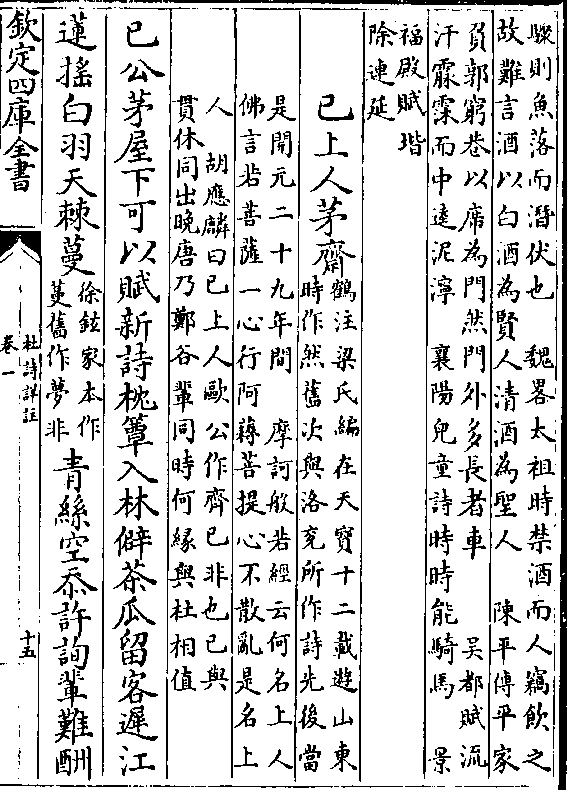 驟則魚落而潛伏也　魏畧太祖時禁酒而人竊飲之
故難言酒以白酒為賢人清酒為聖人　陳平傳平家
貟郭窮巷以席為門然門外多長者車　吳都賦流
汗霡霂而中逵泥濘　襄陽兒童詩時時能騎馬　景
福殿賦堦
除連延
已上人茅齋
鶴注梁氏編在天寳十二載遊山東
時作然舊次與洛兖所作詩先後當
是開元二十九年間　摩訶般若經云何名上人
佛言若菩薩一心行阿藐菩提心不散亂是名上
人　胡應麟曰已上人歐公作齊已非也已與
貫休同出晚唐乃鄭谷輩同時何縁與杜相值
已公茅屋下可以賦新詩枕簟入林僻茶瓜留客遲江
蓮搖白羽天棘蔓
徐鉉家本作
蔓舊作夢非
青絲空忝許詢輩難酬
欽定四庫全書
杜詩詳註
卷一
十五